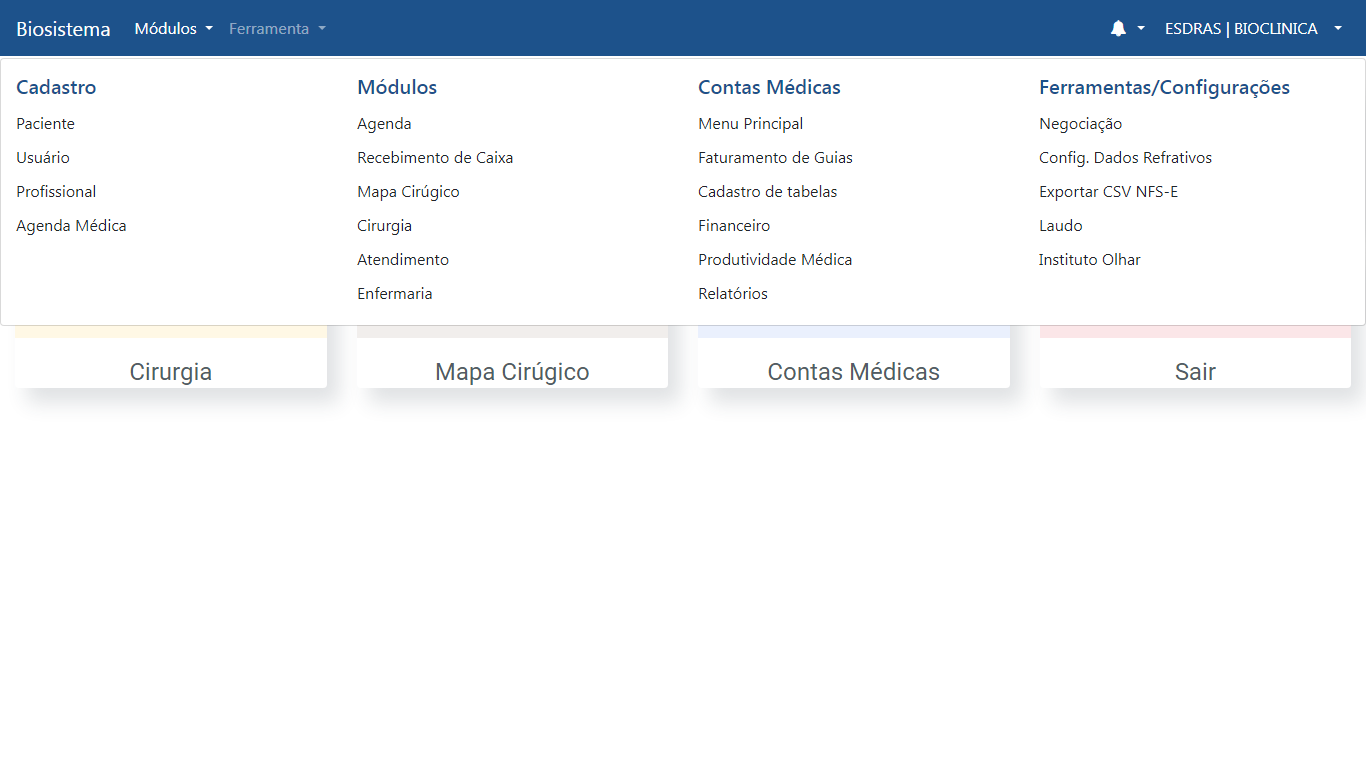 Biosistema Módulos Ferramenta ESDRAS | BIOCLINICA
Cadastro
Paciente
Usuário
Profissional
Agenda Médica
Módulos
Agenda
Recebimento de Caixa
Mapa Cirúgico
Cirurgia
Atendimento
Enfermaria
Contas Médicas
Menu Principal
Faturamento de Guias
Cadastro de tabelas
Financeiro
Produtividade Médica
Relatórios
Ferramentas/Configurações
Negociação
Config. Dados Refrativos
Exportar CSV NFS-E
Laudo
Instituto Olhar
Cirurgia
Mapa Cirúgico
Contas Médicas
Sair